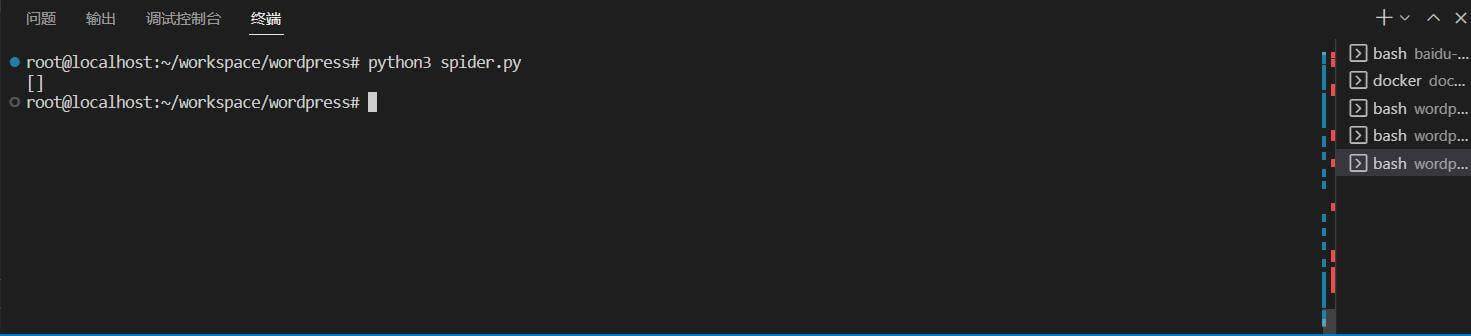 问题 输出 调试控制台 终端
root@localhost:~/workspace/wordpress# python3 spider.py
[]
root@localhost:~/workspace/wordpress#
bash baidu-...
docker doc...
bash wordp...
bash wordp...
bash wordp...